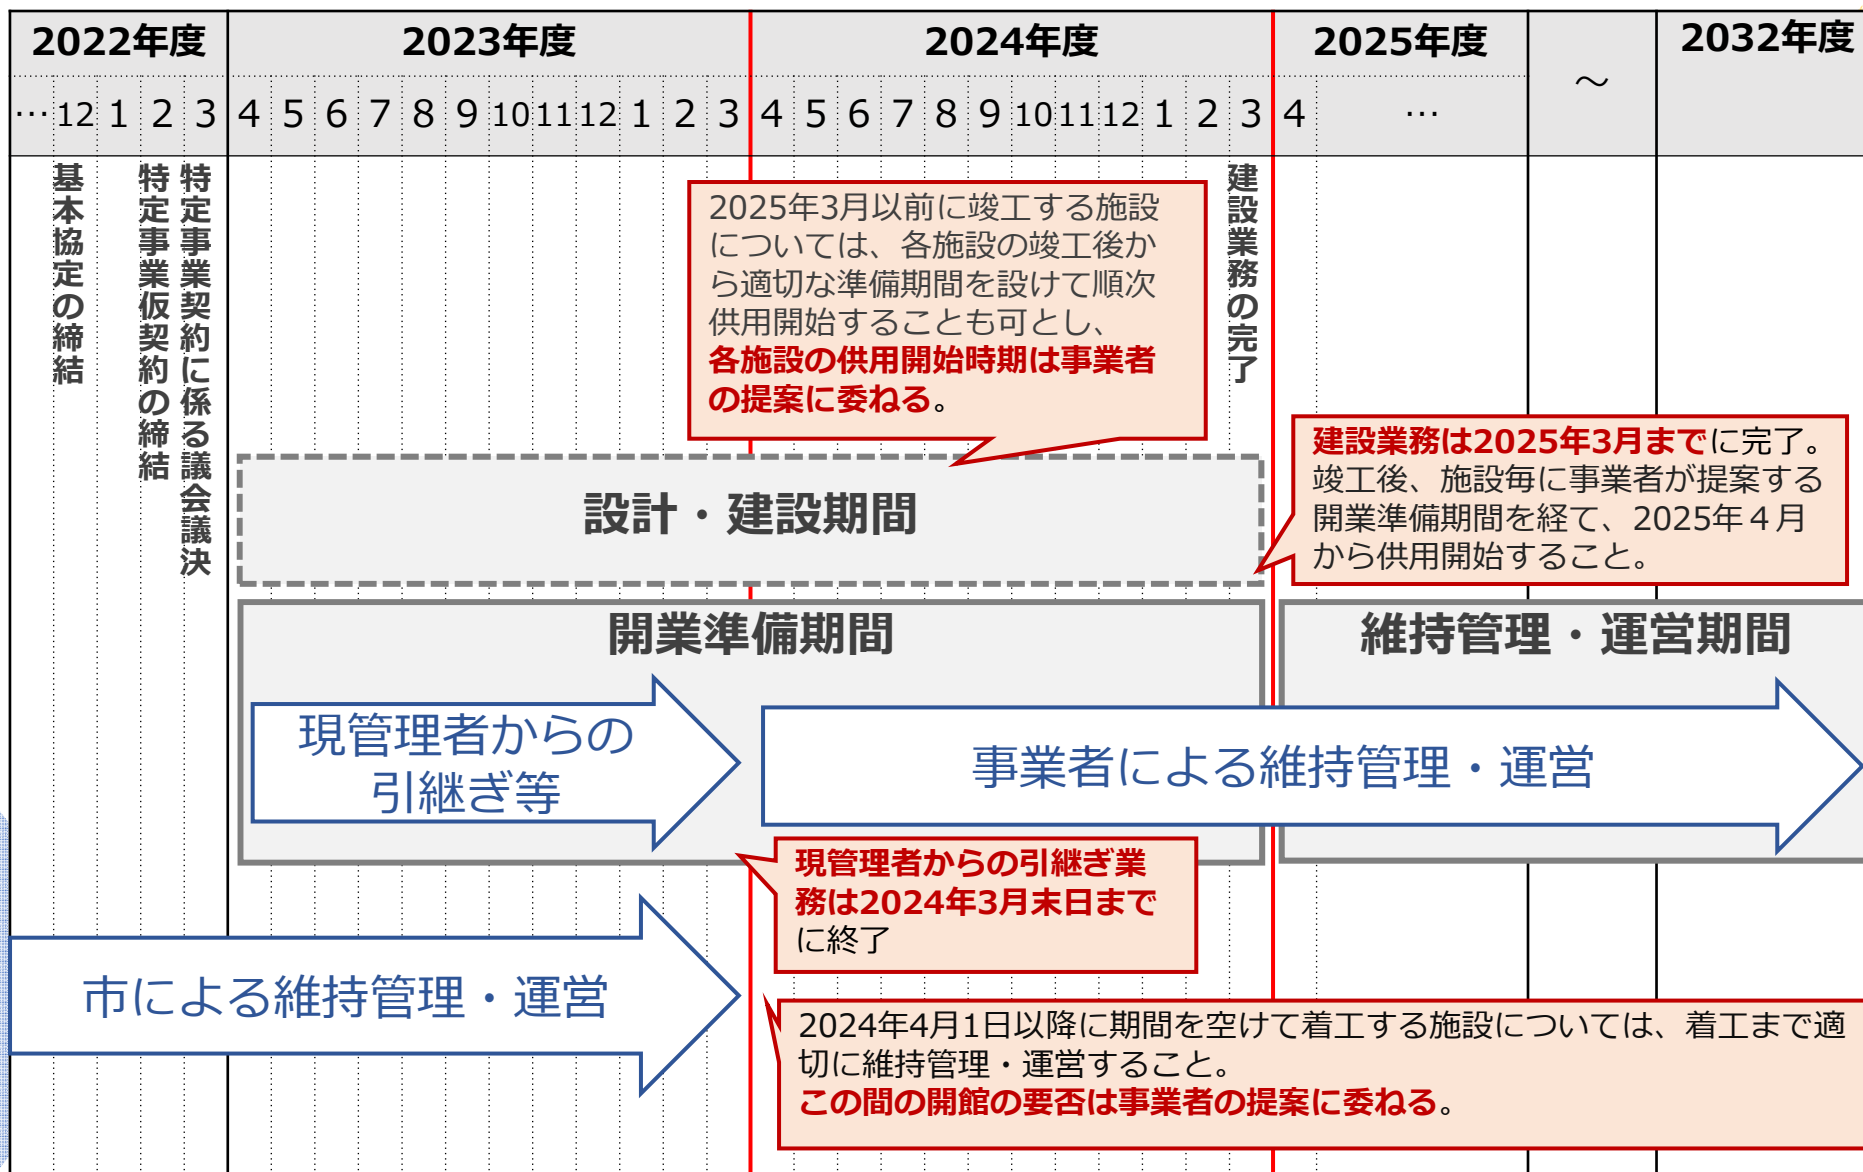 2022年度
2023年度
2024年度
2025年度
～
2032年度
… 12 1 2 3 4 5 6 7 8 9 10 11 12 1 2 3 4 5 6 7 8 9 10 11 12 1 2 3 4 …
基本協定の締結
特定事業仮契約の締結
特定事業契約に係る議会議決
建設業務の完了
2025年3月以前に竣工する施設
については、各施設の竣工後か
ら適切な準備期間を設けて順次
供用開始することも可とし、
各施設の供用開始時期は事業者
の提案に委ねる。
建設業務は2025年3月までに完了。
竣工後、施設毎に事業者が提案する
開業準備期間を経て、2025年４月
から供用開始すること。
設計・建設期間
開業準備期間
維持管理・運営期間
現管理者からの
引継ぎ等
事業者による維持管理・運営
現管理者からの引継ぎ業
務は2024年3月末日まで
に終了
市による維持管理・運営
2024年4月1日以降に期間を空けて着工する施設については、着工まで適
切に維持管理・運営すること。
この間の開館の要否は事業者の提案に委ねる。